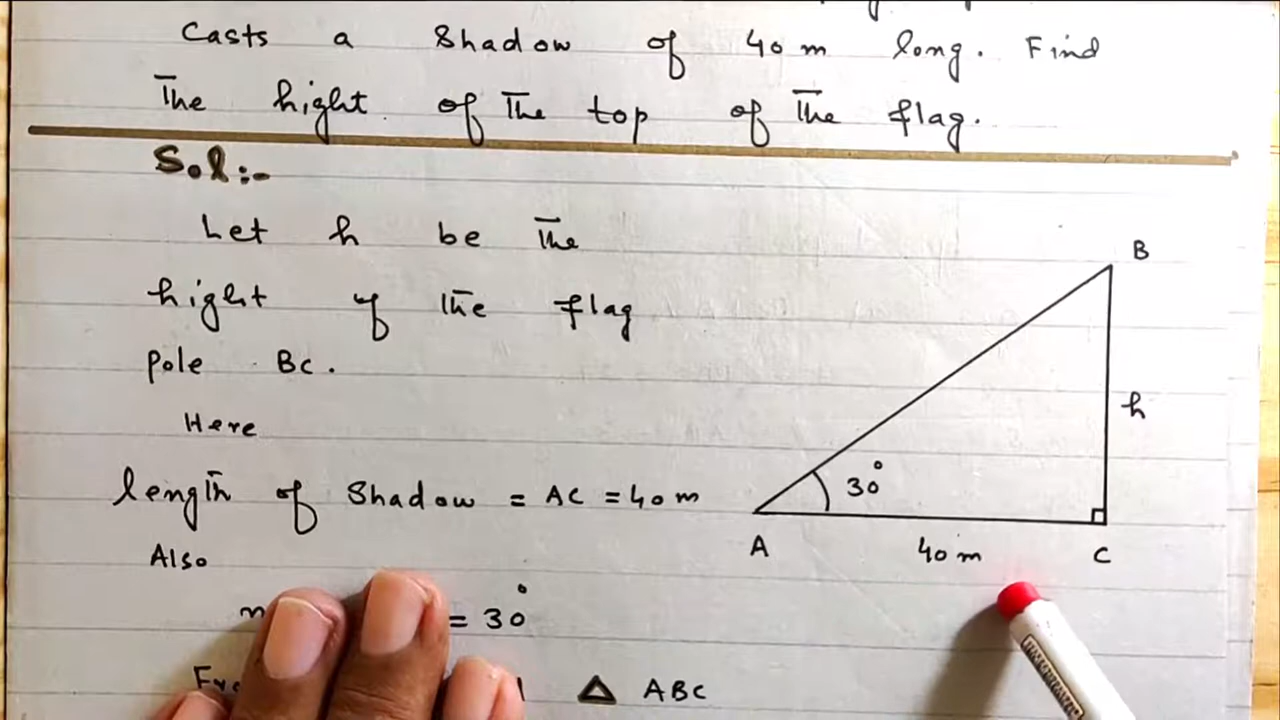 Casts a Shadow of 40 m long. Find
The hight of The top of The flag.
Sol:-
Let h be The
hight of The flag
Pole BC.
Here
length of Shadow = AC = 40 m
Also
= 30°
△ ABC
B
h
30°
A
40 m
C